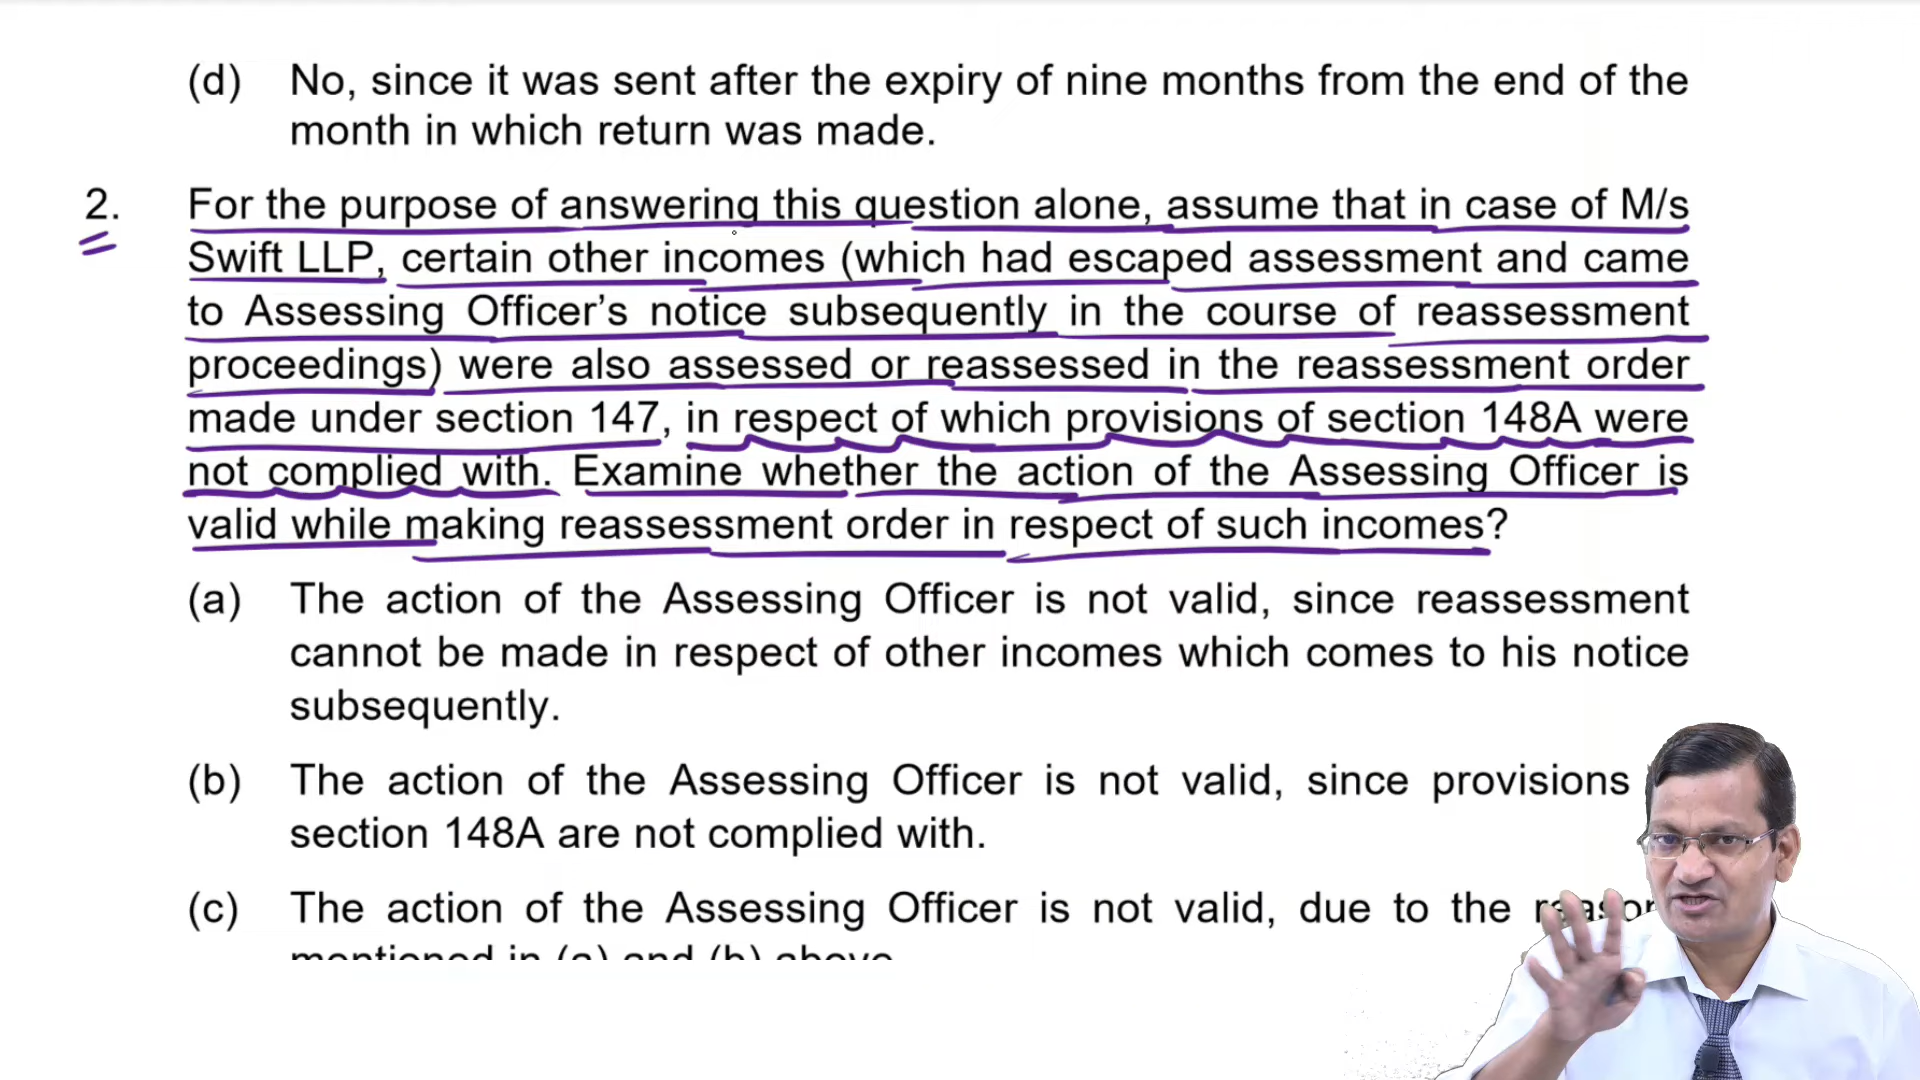 (d) No, since it was sent after the expiry of nine months from the end of the
month in which return was made.
2. For the purpose of answering this question alone, assume that in case of M/s
Swift LLP, certain other incomes (which had escaped assessment and came
to Assessing Officer’s notice subsequently in the course of reassessment
proceedings) were also assessed or reassessed in the reassessment order
made under section 147, in respect of which provisions of section 148A were
not complied with. Examine whether the action of the Assessing Officer is
valid while making reassessment order in respect of such incomes?
(a) The action of the Assessing Officer is not valid, since reassessment
cannot be made in respect of other incomes which comes to his notice
subsequently.
(b) The action of the Assessing Officer is not valid, since provisions
section 148A are not complied with.
(c) The action of the Assessing Officer is not valid, due to the
mentioned in (a) and (b) above